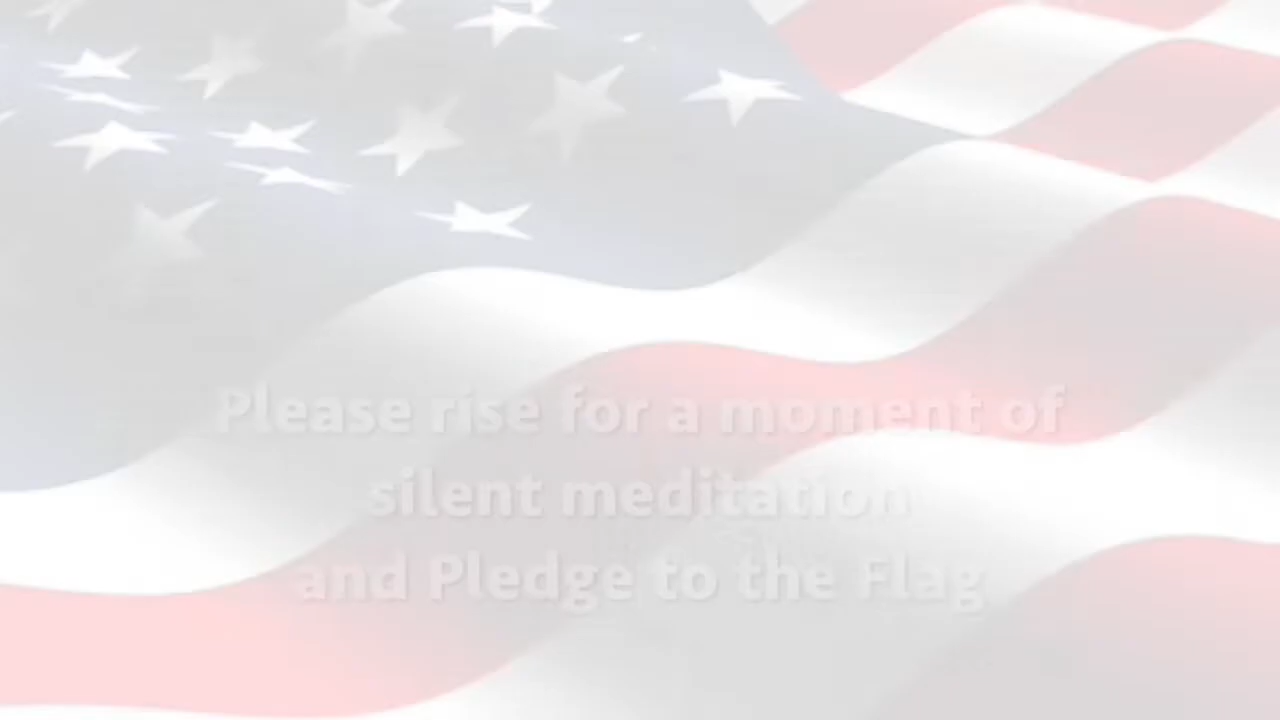 Please rise for a moment of
silent meditation
and Pledge to the Flag